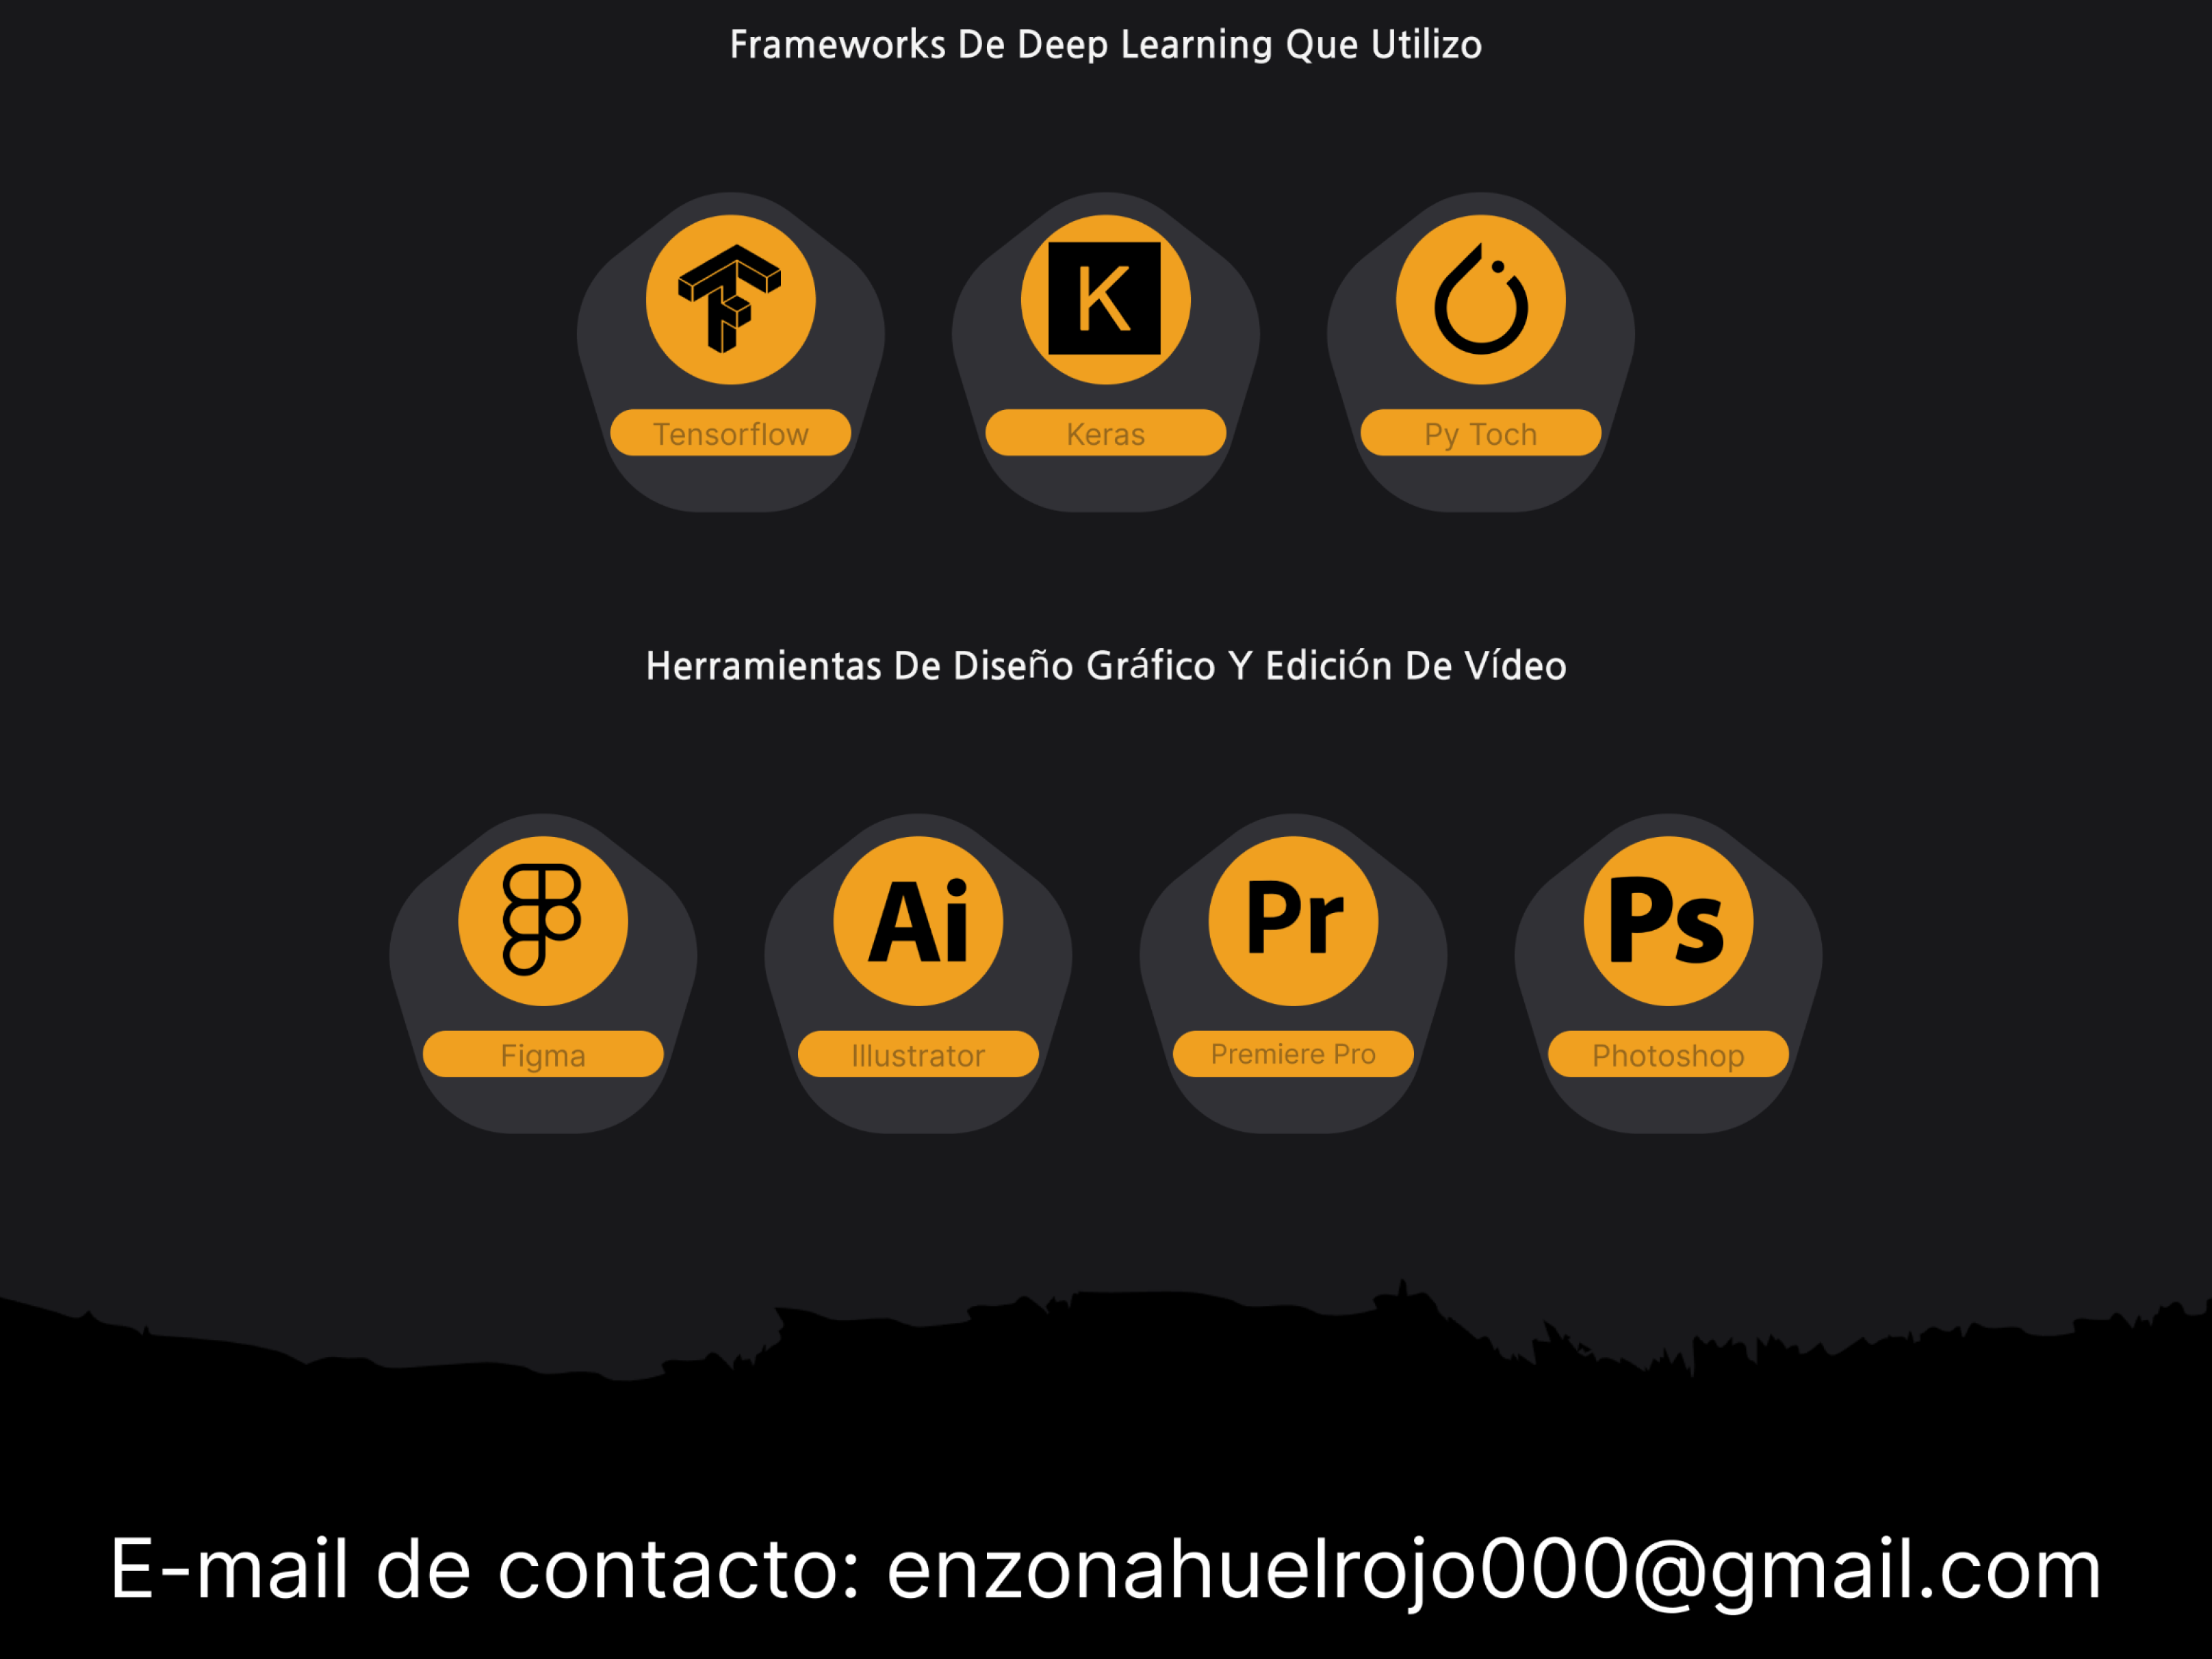 Frameworks De Deep Learning Que Utilizo
K
Tensorflow
Keras
Py Toch
Herramientas De Diseño Gráfico Y Edición De Vídeo
Ai
Pr
Ps
Figma
Illustrator
Premiere Pro
Photoshop
E-mail de contacto: enzonahuelrojo000@gmail.com